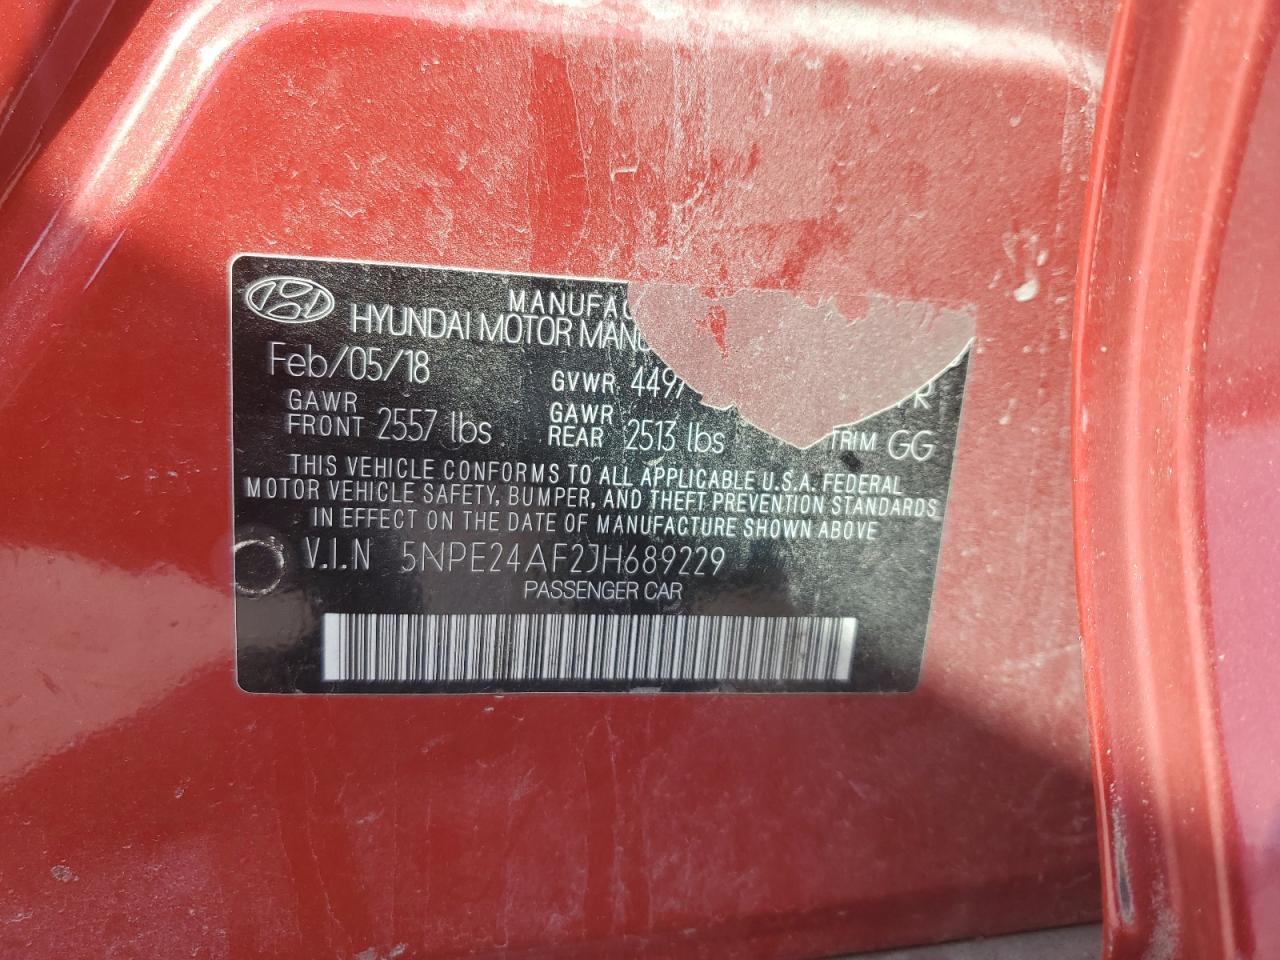 MANUFAC
HYUNDAI MOTOR MANU
Feb/05/18
GVWR 4497
GAWR FRONT 2557 lbs
GAWR REAR 2513 lbs
TRIM GG
THIS VEHICLE CONFORMS TO ALL APPLICABLE U.S.A. FEDERAL
MOTOR VEHICLE SAFETY, BUMPER, AND THEFT PREVENTION STANDARDS
IN EFFECT ON THE DATE OF MANUFACTURE SHOWN ABOVE
V.I.N 5NPE24AF2JH689229
PASSENGER CAR